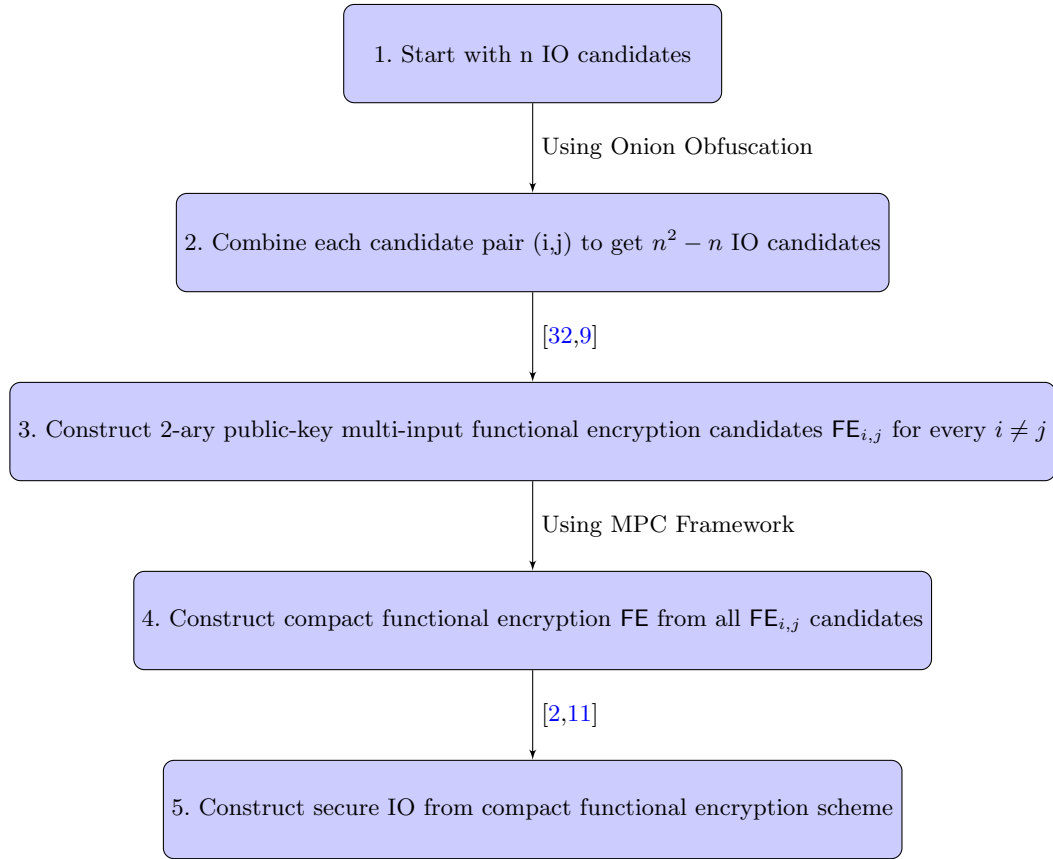 1. Start with n IO candidates
Using Onion Obfuscation
2. Combine each candidate pair (i,j) to get n² − n IO candidates
[32,9]
3. Construct 2-ary public-key multi-input functional encryption candidates FEᵢ,ⱼ for every i ≠ j
Using MPC Framework
4. Construct compact functional encryption FE from all FEᵢ,ⱼ candidates
[2,11]
5. Construct secure IO from compact functional encryption scheme